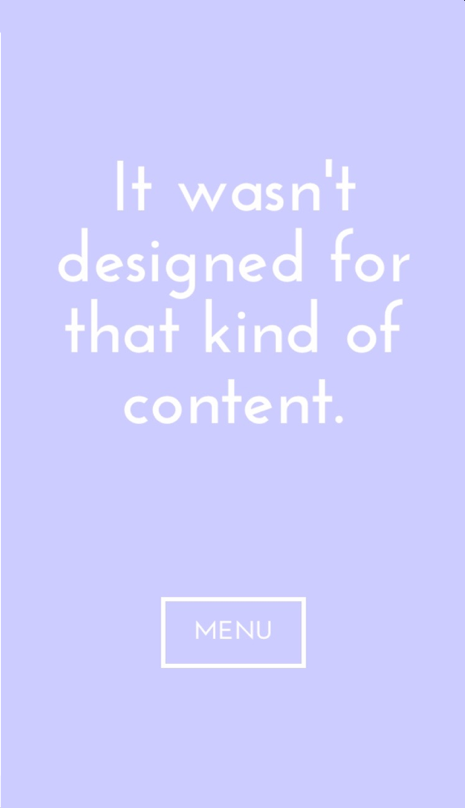 It wasn't
designed for
that kind of
content.
MENU